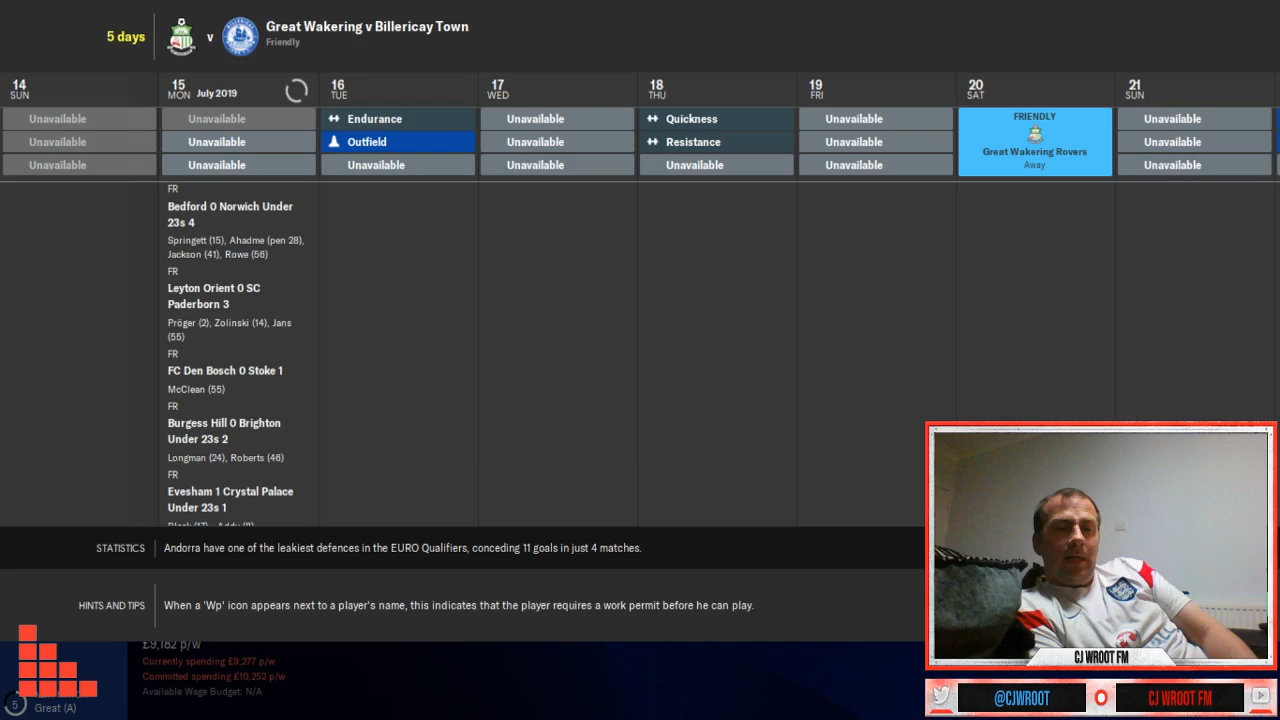 5 days
v
Great Wakering v Billericay Town
Friendly
14
SUN
15
MON July 2019
16
TUE
17
WED
18
THU
19
FRI
20
SAT
21
SUN
Unavailable
Unavailable
Endurance
Unavailable
Quickness
Unavailable
FRIENDLY
Unavailable
Unavailable
Unavailable
Outfield
Unavailable
Resistance
Unavailable
Great Wakering Rovers
Unavailable
Unavailable
Unavailable
Unavailable
Unavailable
Unavailable
Unavailable
Away
Unavailable
FR
Bedford 0 Norwich Under
23s 4
Springett (15), Ahadme (pen 28),
Jackson (41), Rowe (56)
FR
Leyton Orient 0 SC
Paderborn 3
Pröger (2), Zolinski (14), Jans
(55)
FR
FC Den Bosch 0 Stoke 1
McClean (55)
FR
Burgess Hill 0 Brighton
Under 23s 2
Longman (24), Roberts (46)
FR
Evesham 1 Crystal Palace
Under 23s 1
STATISTICS
Andorra have one of the leakiest defences in the EURO Qualifiers, conceding 11 goals in just 4 matches.
HINTS AND TIPS
When a 'Wp' icon appears next to a player's name, this indicates that the player requires a work permit before he can play.
£9,182 p/w
Currently spending £9,277 p/w
Committed spending £10,252 p/w
Available Wage Budget: N/A
5
Great (A)
CJ WROOT FM
@CJWROOT
CJ WROOT FM